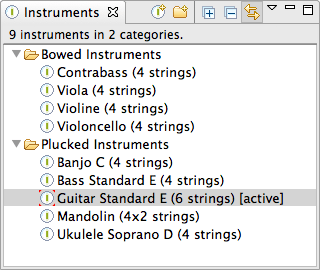 Instruments
9 instruments in 2 categories.
Bowed Instruments
Contrabass (4 strings)
Viola (4 strings)
Violine (4 strings)
Violoncello (4 strings)
Plucked Instruments
Banjo C (4 strings)
Bass Standard E (4 strings)
Guitar Standard E (6 strings) [active]
Mandolin (4x2 strings)
Ukulele Soprano D (4 strings)